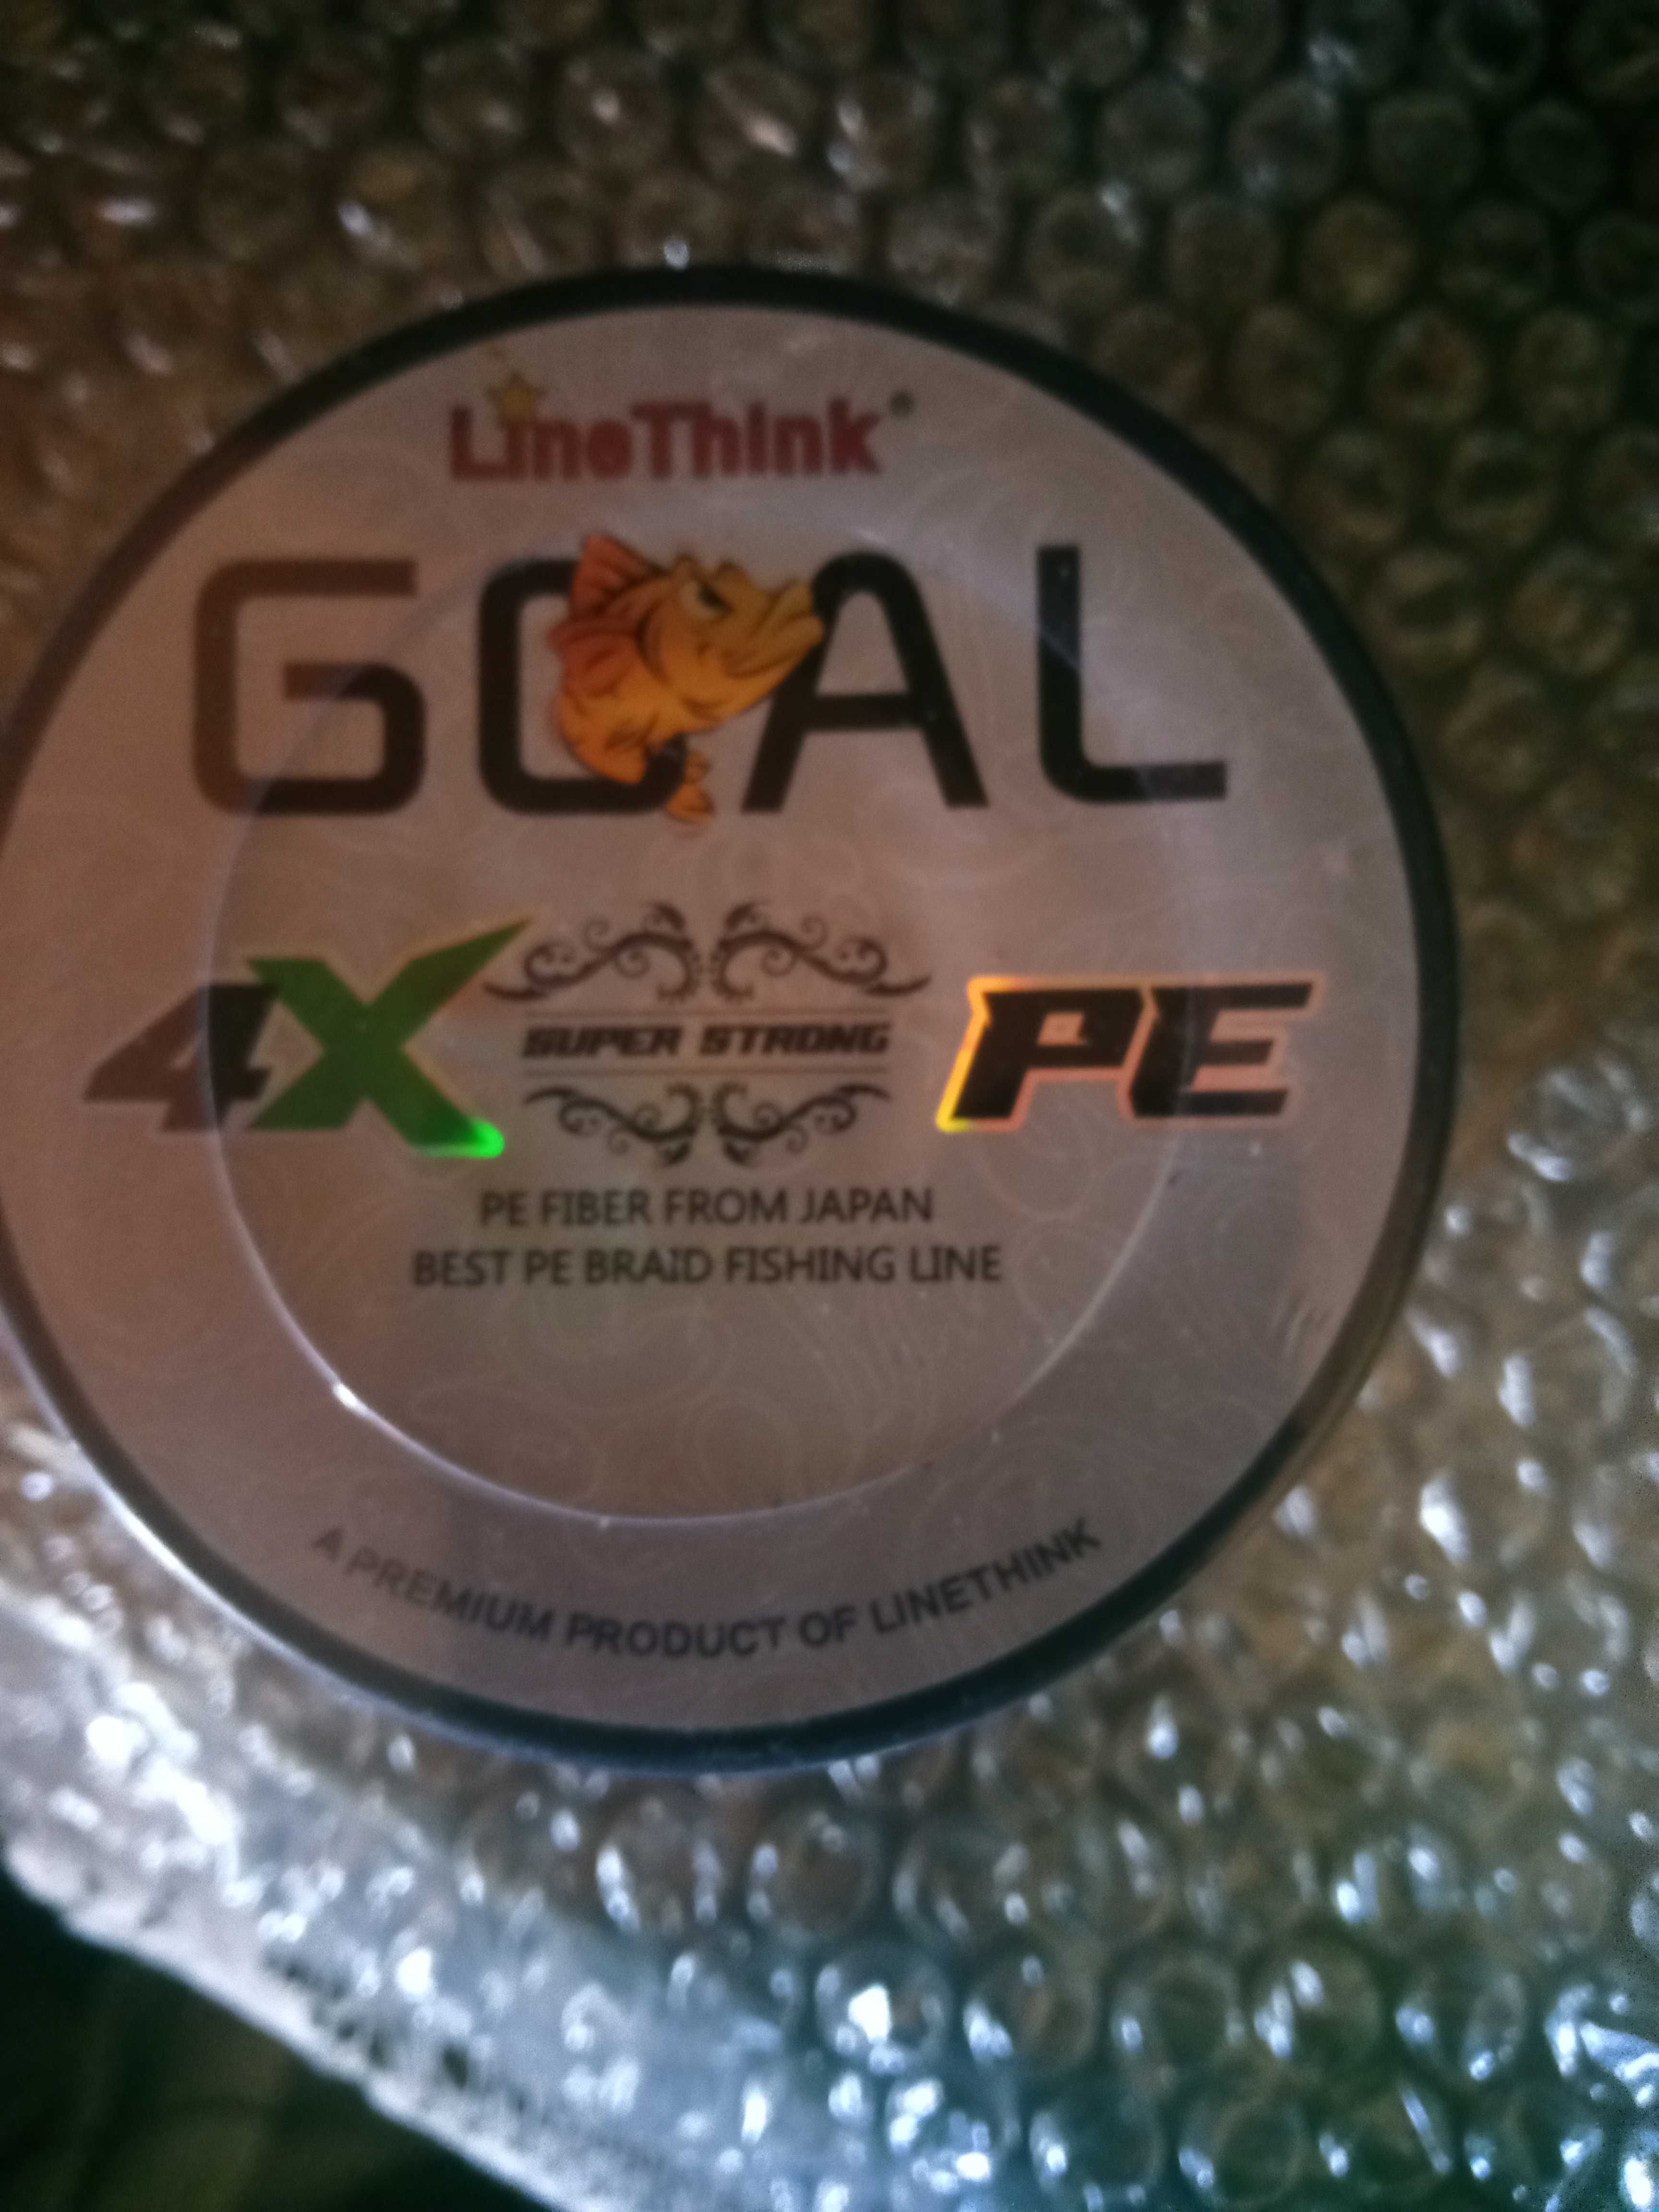 LineThink®
GOAL
4X SUPER STRONG PE
PE FIBER FROM JAPAN
BEST PE BRAID FISHING LINE
A PREMIUM PRODUCT OF LINETHINK